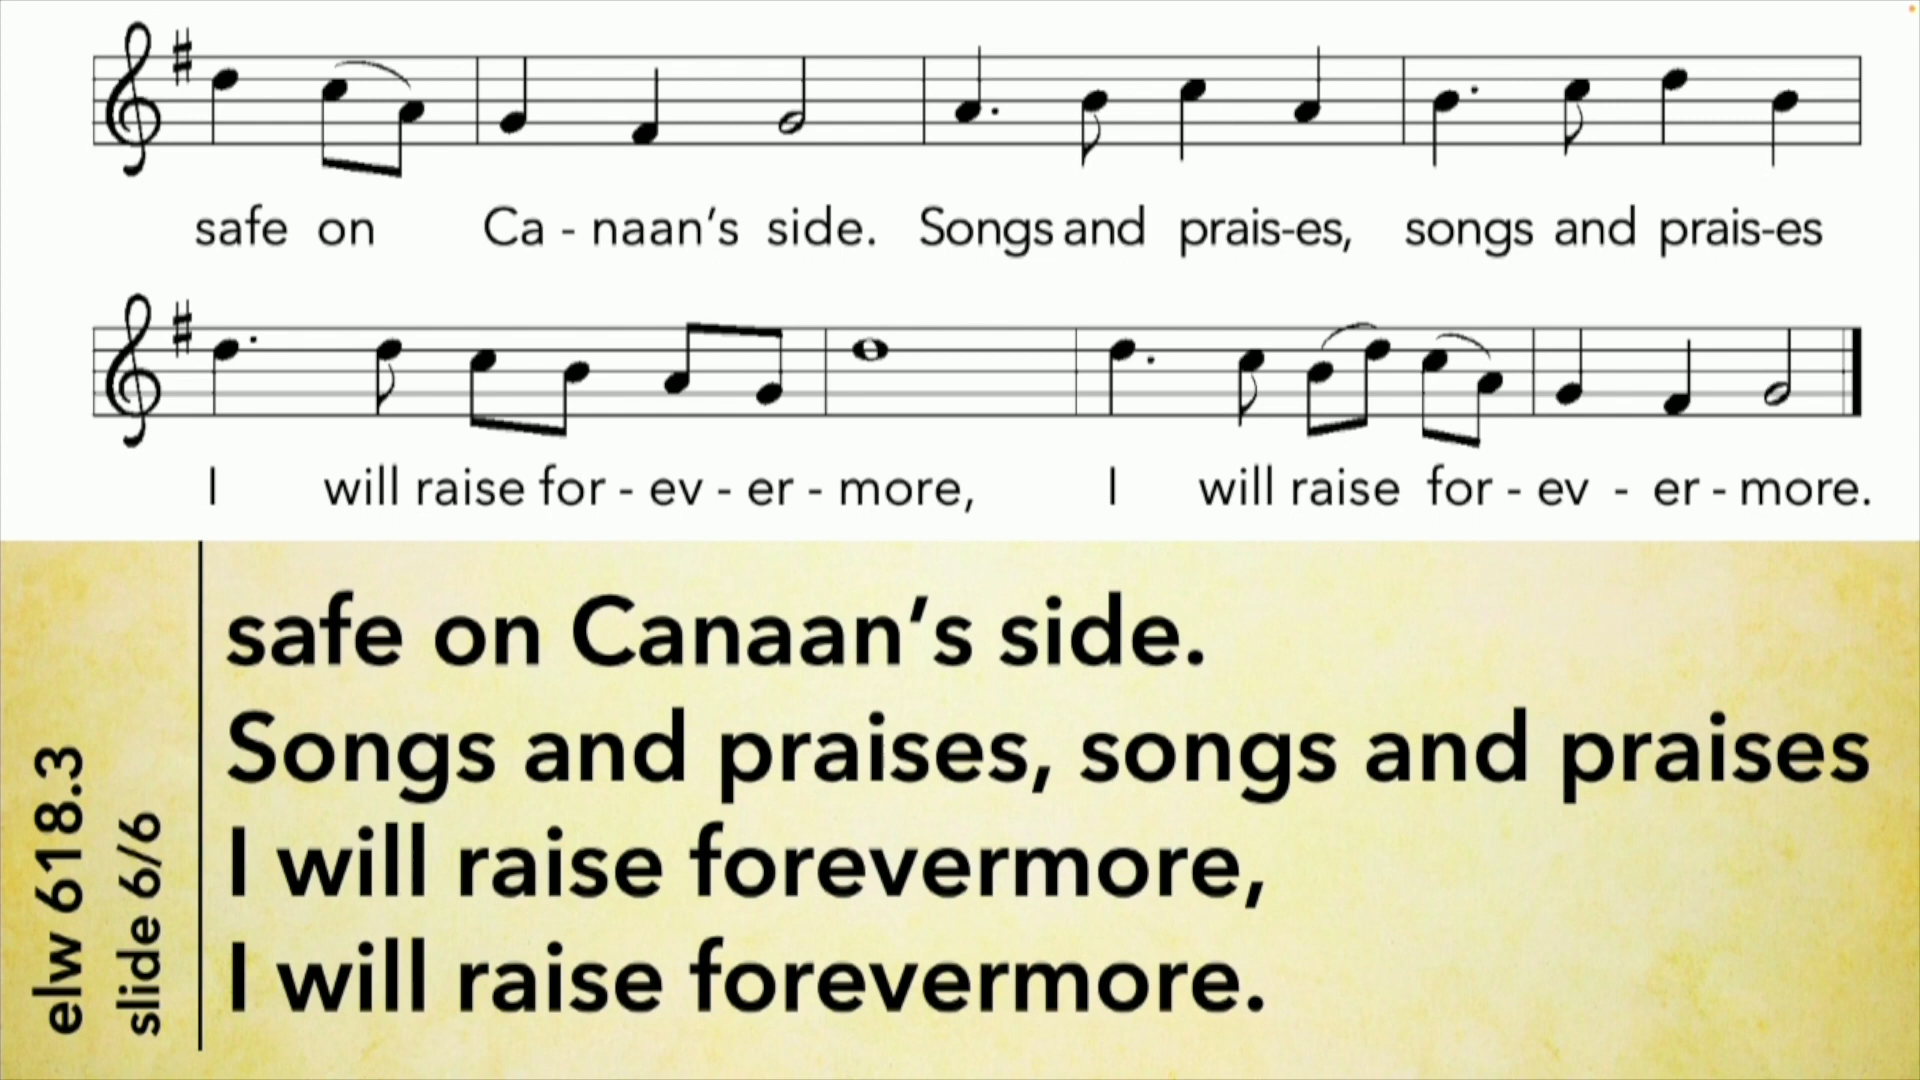 safe on Ca - naan's side. Songs and prais-es, songs and prais-es
I will raise for - ev - er - more, I will raise for - ev - er - more.
elw 618.3
slide 6/6
safe on Canaan's side.
Songs and praises, songs and praises
I will raise forevermore,
I will raise forevermore.